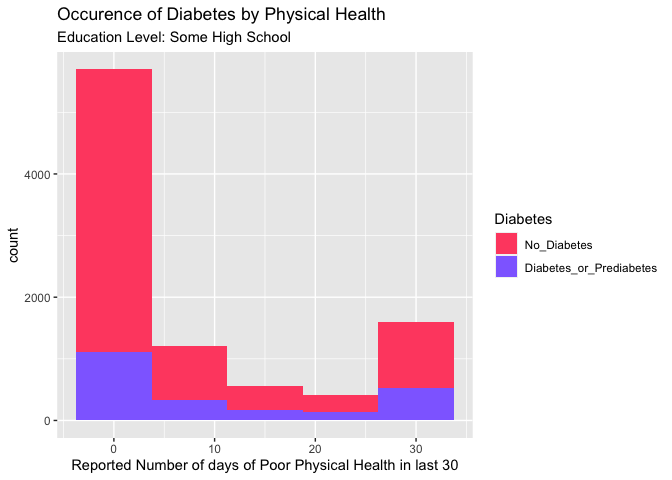 Occurence of Diabetes by Physical Health
Education Level: Some High School
4000
2000
0
count
0 10 20 30
Reported Number of days of Poor Physical Health in last 30
Diabetes
No_Diabetes
Diabetes_or_Prediabetes